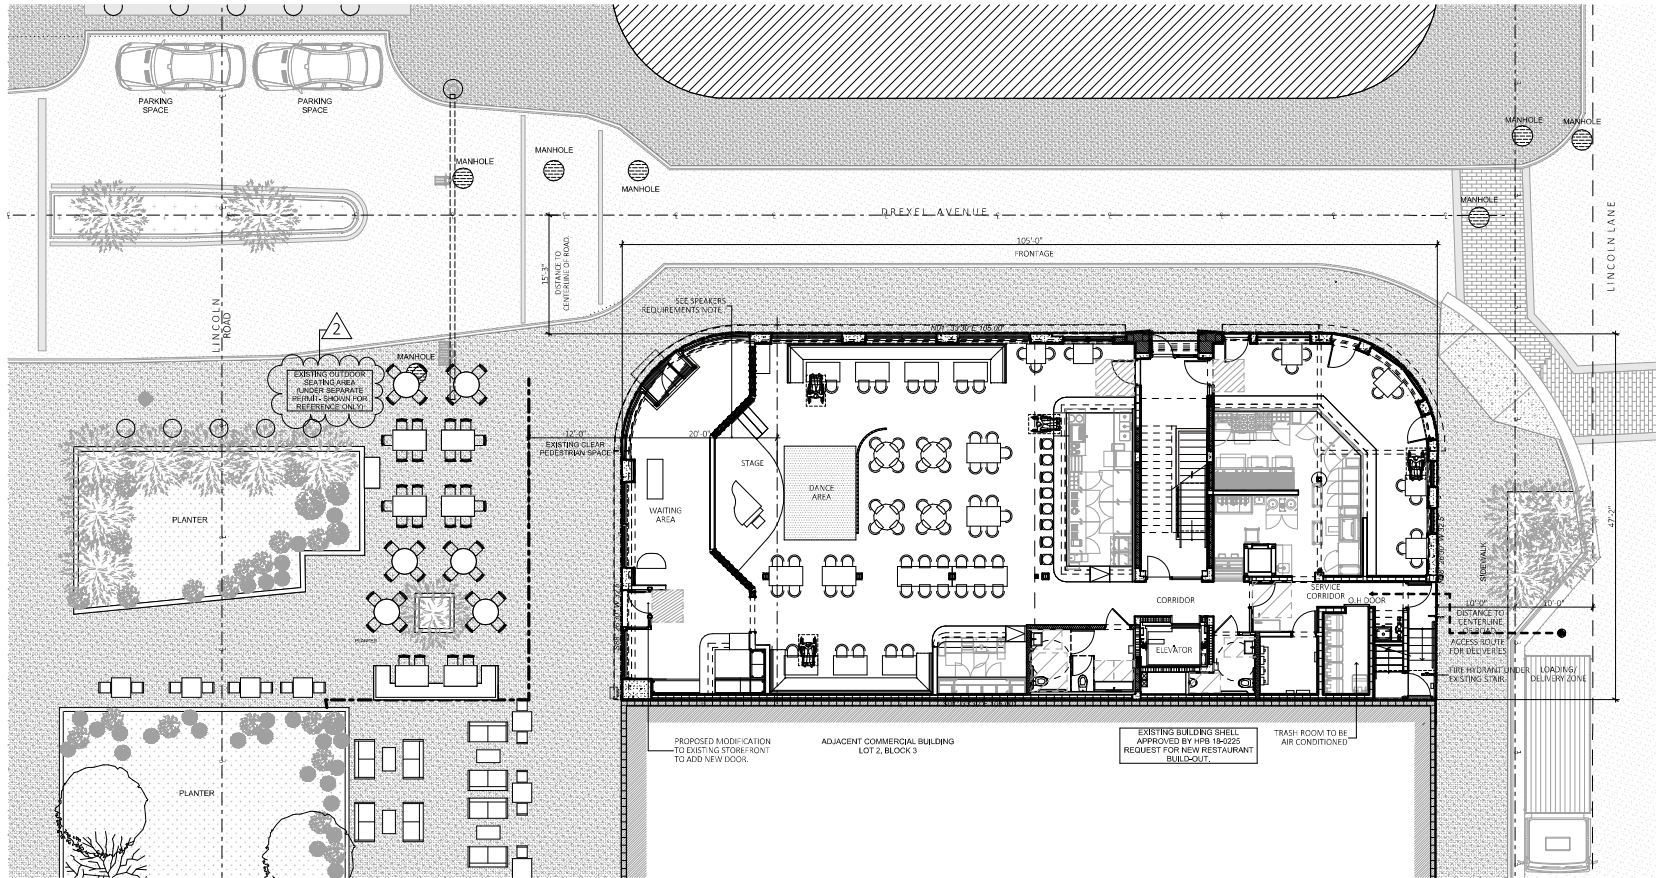 PARKING
SPACE
PARKING
SPACE
MANHOLE
MANHOLE
MANHOLE
MANHOLE
MANHOLE
MANHOLE
DREXEL AVENUE
LINCOLN LANE
105'-0"
FRONTAGE
15'-3"
DISTANCE TO
CENTERLINE OF ROAD.
LINCOLN
ROAD
2
SEE SPEAKERS
REQUIREMENTS NOTE.
MANHOLE
EXISTING OUTDOOR
SEATING AREA
(UNDER SEPARATE
PERMIT - SHOWN FOR
REFERENCE ONLY)
12'-0"
EXISTING CLEAR
PEDESTRIAN SPACE
20'-0"
STAGE
DANCE
AREA
WAITING
AREA
PLANTER
47'-2"
SIDEWALK
CORRIDOR
SERVICE
CORRIDOR
O.H DOOR
ELEVATOR
10'-0"
10'-0"
DISTANCE TO
CENTERLINE
OF ROAD
ACCESS ROUTE
FOR DELIVERIES
FIRE HYDRANT UNDER
EXISTING STAIR
LOADING/
DELIVERY ZONE
PLANTER
PROPOSED MODIFICATION
TO EXISTING STOREFRONT
TO ADD NEW DOOR.
ADJACENT COMMERCIAL BUILDING
LOT 2, BLOCK 3
EXISTING BUILDING SHELL
APPROVED BY HPB 18-0225
REQUEST FOR NEW RESTAURANT
BUILD-OUT.
TRASH ROOM TO BE
AIR CONDITIONED
PLANTER